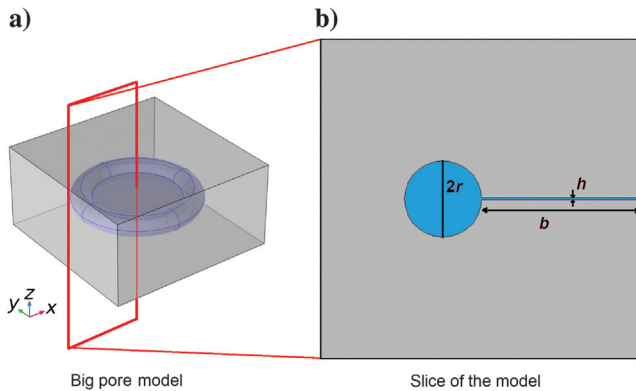 a)
b)
2r
h
b
y z x
Big pore model
Slice of the model